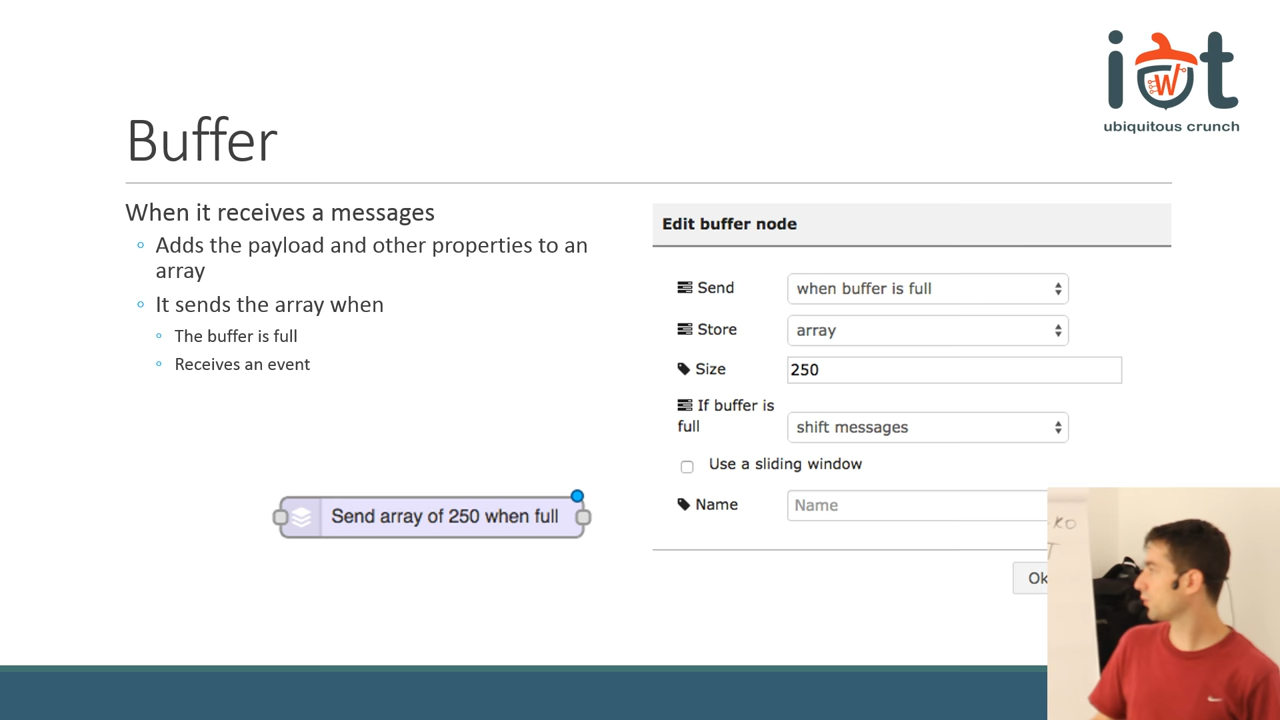 iot
W
ubiquitous crunch
Buffer
When it receives a messages
Adds the payload and other properties to an
array
It sends the array when
The buffer is full
Receives an event
Send array of 250 when full
Edit buffer node
Send when buffer is full
Store array
Size 250
If buffer is
full shift messages
Use a sliding window
Name Name
Ok
KO
T